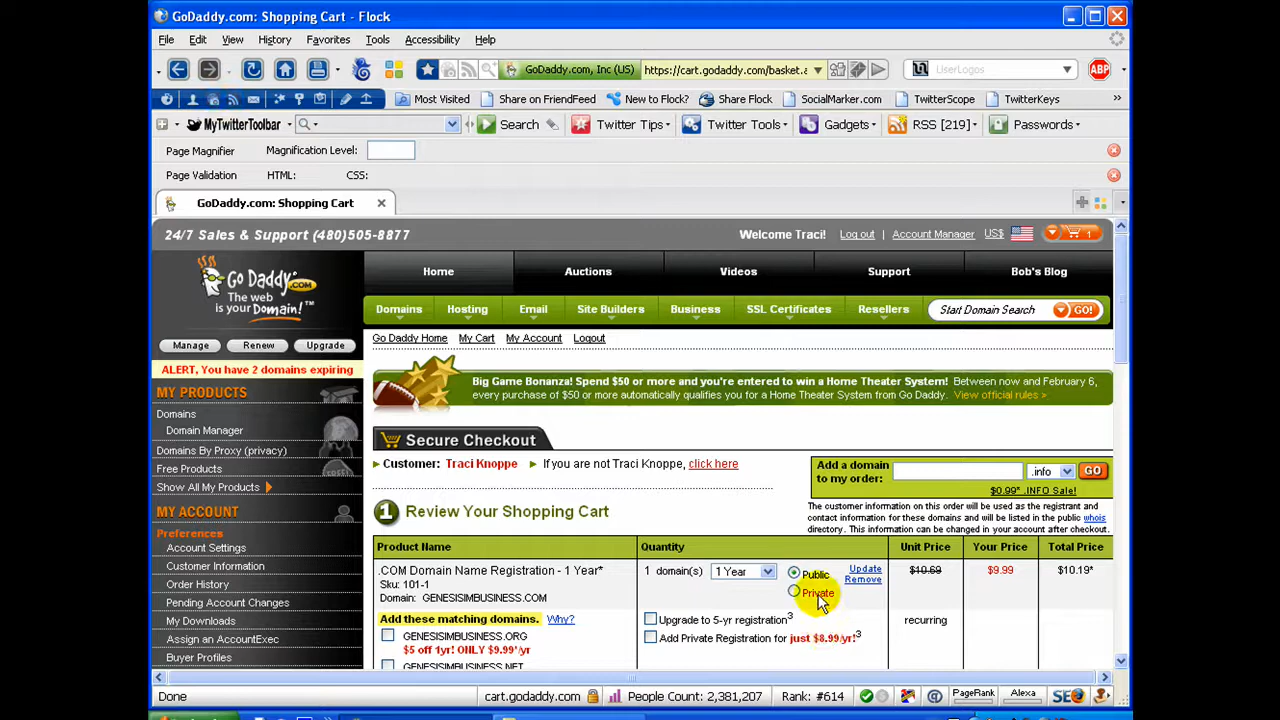 GoDaddy.com: Shopping Cart - Flock
File Edit View History Favorites Tools Accessibility Help
GoDaddy.com, Inc (US) https://cart.godaddy.com/basket.a UserLogos ABP
Most Visited Share on FriendFeed New to Flock? Share Flock SocialMarker.com TwitterScope TwitterKeys »
MyTwitterToolbar Search Twitter Tips Twitter Tools Gadgets RSS [219] Passwords
Page Magnifier Magnification Level:
Page Validation HTML: CSS:
GoDaddy.com: Shopping Cart
24/7 Sales & Support (480)505-8877 Welcome Traci! Log out | Account Manager US$ 1
Go Daddy.COM
The web
is your Domain!
Home Auctions Videos Support Bob's Blog
Domains Hosting Email Site Builders Business SSL Certificates Resellers Start Domain Search GO!
Go Daddy Home My Cart My Account Logout
Manage Renew Upgrade
ALERT, You have 2 domains expiring
MY PRODUCTS
Domains
Domain Manager
Domains By Proxy (privacy)
Free Products
Show All My Products
MY ACCOUNT
Preferences
Account Settings
Customer Information
Order History
Pending Account Changes
My Downloads
Assign an AccountExec
Buyer Profiles
Big Game Bonanza! Spend $50 or more and you're entered to win a Home Theater System! Between now and February 6,
every purchase of $50 or more automatically qualifies you for a Home Theater System from Go Daddy. View official rules >
Secure Checkout
Customer: Traci Knoppe If you are not Traci Knoppe, click here
Add a domain
to my order: .info GO
$0.99* .INFO Sale!
The customer information on this order will be used as the registrant and
contact information for these domains and will be listed in the public whois
directory. This information can be changed in your account after checkout.
1 Review Your Shopping Cart
Product Name Quantity Unit Price Your Price Total Price
.COM Domain Name Registration - 1 Year* 1 domain(s) 1 Year Public Update $10.69 $9.99 $10.19*
Sku: 101-1 Private Remove
Domain: GENESISIMBUSINESS.COM
Add these matching domains. Why? Upgrade to 5-yr registration3 recurring
GENESISIMBUSINESS.ORG Add Private Registration for just $8.99/yr!3
$5 off 1yr! ONLY $9.99*/yr
GENESISIMBUSINESS.NET
Done cart.godaddy.com People Count: 2,381,207 Rank: #614 PageRank Alexa SEO